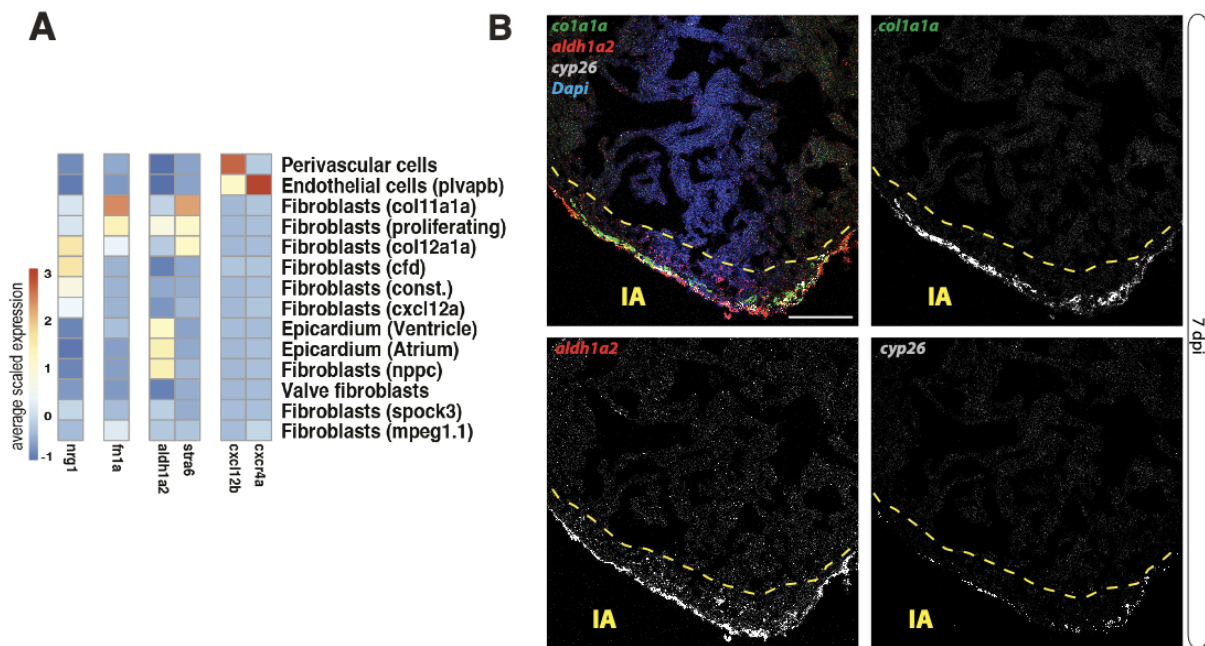 A
Perivascular cells
Endothelial cells (plvapb)
Fibroblasts (col11a1a)
Fibroblasts (proliferating)
Fibroblasts (col12a1a)
Fibroblasts (cfd)
Fibroblasts (const.)
Fibroblasts (cxcl12a)
Epicardium (Ventricle)
Epicardium (Atrium)
Fibroblasts (nppc)
Valve fibroblasts
Fibroblasts (spock3)
Fibroblasts (mpeg1.1)
average scaled expression
3
2
1
0
-1
nrg1
fn1a
aldh1a2
stra6
cxcl12b
cxcr4a
B
co1a1a
aldh1a2
cyp26
Dapi
IA
col1a1a
IA
aldh1a2
IA
cyp26
IA
7 dpi